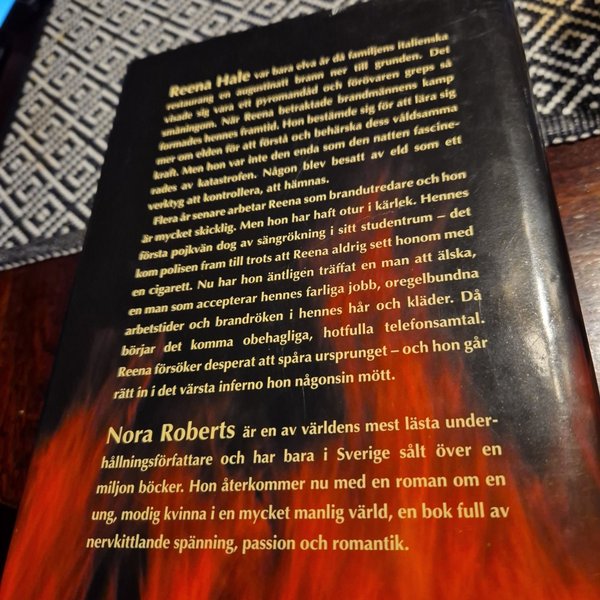 Reena Hale var bara elva år då familjens italienska
restaurang en augustinatt brann ner till grunden. Det
visade sig vara ett pyromandåd och förövaren greps så
småningom. När Reena betraktade brandmännens kamp
formades hennes framtid. Hon bestämde sig för att lära sig
mer om elden för att förstå och behärska dess våldsamma
kraft. Men hon var inte den enda som den natten fascine-
rades av katastrofen. Någon blev besatt av eld som ett
verktyg att kontrollera, att hämnas.
Flera år senare arbetar Reena som brandutredare och hon
är mycket skicklig. Men hon har haft otur i kärlek. Hennes
första pojkvän dog av sängrökning i sitt studentrum – det
kom polisen fram till trots att Reena aldrig sett honom med
en cigarett. Nu har hon äntligen träffat en man att älska,
en man som accepterar hennes farliga jobb, oregelbundna
arbetstider och brandröken i hennes hår och kläder. Då
börjar det komma obehagliga, hotfulla telefonsamtal.
Reena försöker desperat att spåra ursprunget – och hon går
rätt in i det värsta inferno hon någonsin mött.
Nora Roberts är en av världens mest lästa under-
hållningsförfattare och har bara i Sverige sålt över en
miljon böcker. Hon återkommer nu med en roman om en
ung, modig kvinna i en mycket manlig värld, en bok full av
nervkittlande spänning, passion och romantik.